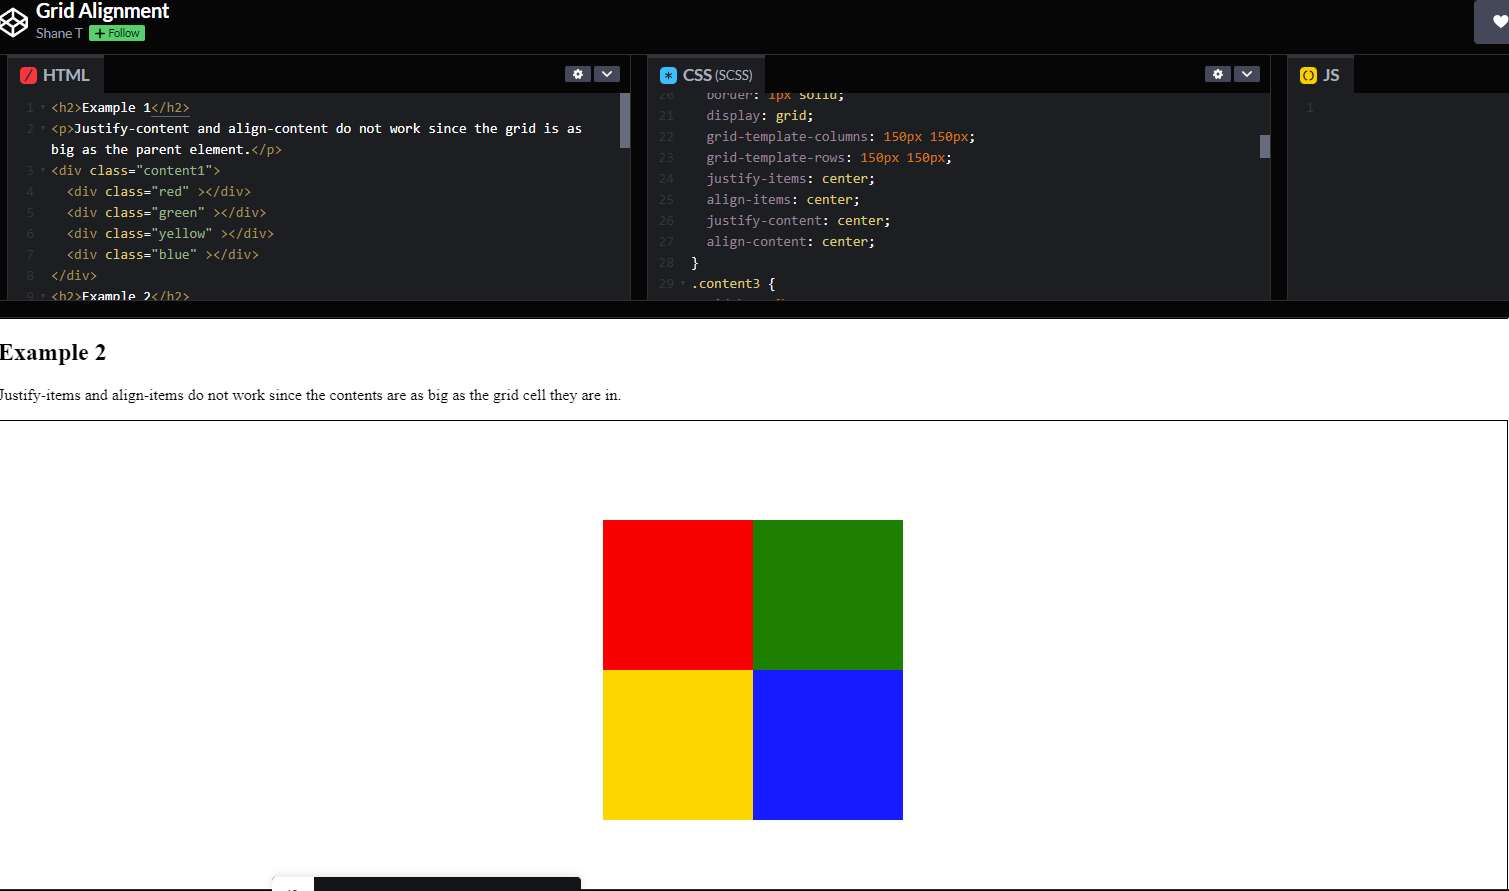 Grid Alignment
Shane T + Follow
HTML
1 <h2>Example 1</h2>
2 <p>Justify-content and align-content do not work since the grid is as
big as the parent element.</p>
3 <div class="content1">
4 <div class="red" ></div>
5 <div class="green" ></div>
6 <div class="yellow" ></div>
7 <div class="blue" ></div>
8 </div>
9 <h2>Example 2</h2>
CSS (SCSS)
20 border: 1px solid;
21 display: grid;
22 grid-template-columns: 150px 150px;
23 grid-template-rows: 150px 150px;
24 justify-items: center;
25 align-items: center;
26 justify-content: center;
27 align-content: center;
28 }
29 .content3 {
JS
1
Example 2
Justify-items and align-items do not work since the contents are as big as the grid cell they are in.